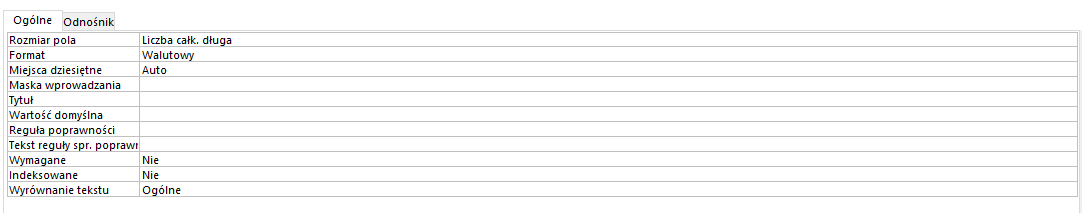 Ogólne Odnośnik
Rozmiar pola Liczba całk. długa
Format Walutowy
Miejsca dziesiętne Auto
Maska wprowadzania
Tytuł
Wartość domyślna
Reguła poprawności
Tekst reguły spr. popraw
Wymagane Nie
Indeksowane Nie
Wyrównanie tekstu Ogólne